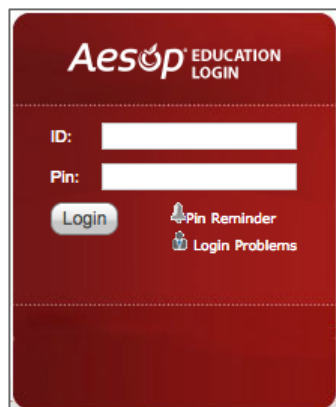 Aesop EDUCATION
LOGIN
ID:
Pin:
Login
Pin Reminder
Login Problems